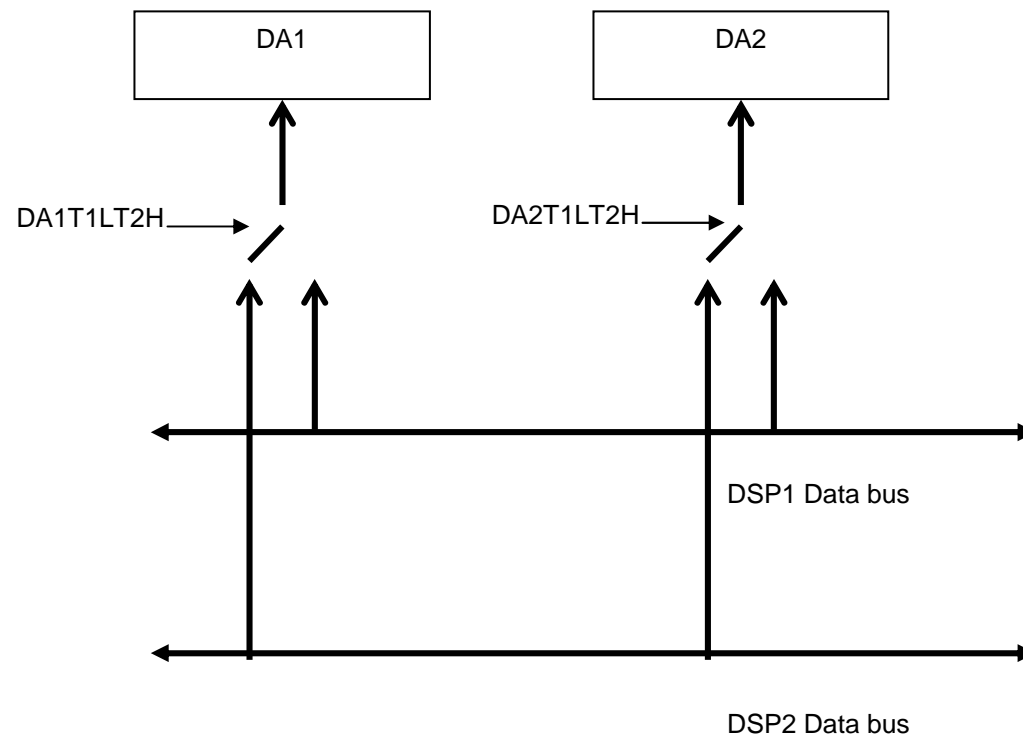 DA1
DA2
DA1T1LT2H
DA2T1LT2H
DSP1 Data bus
DSP2 Data bus